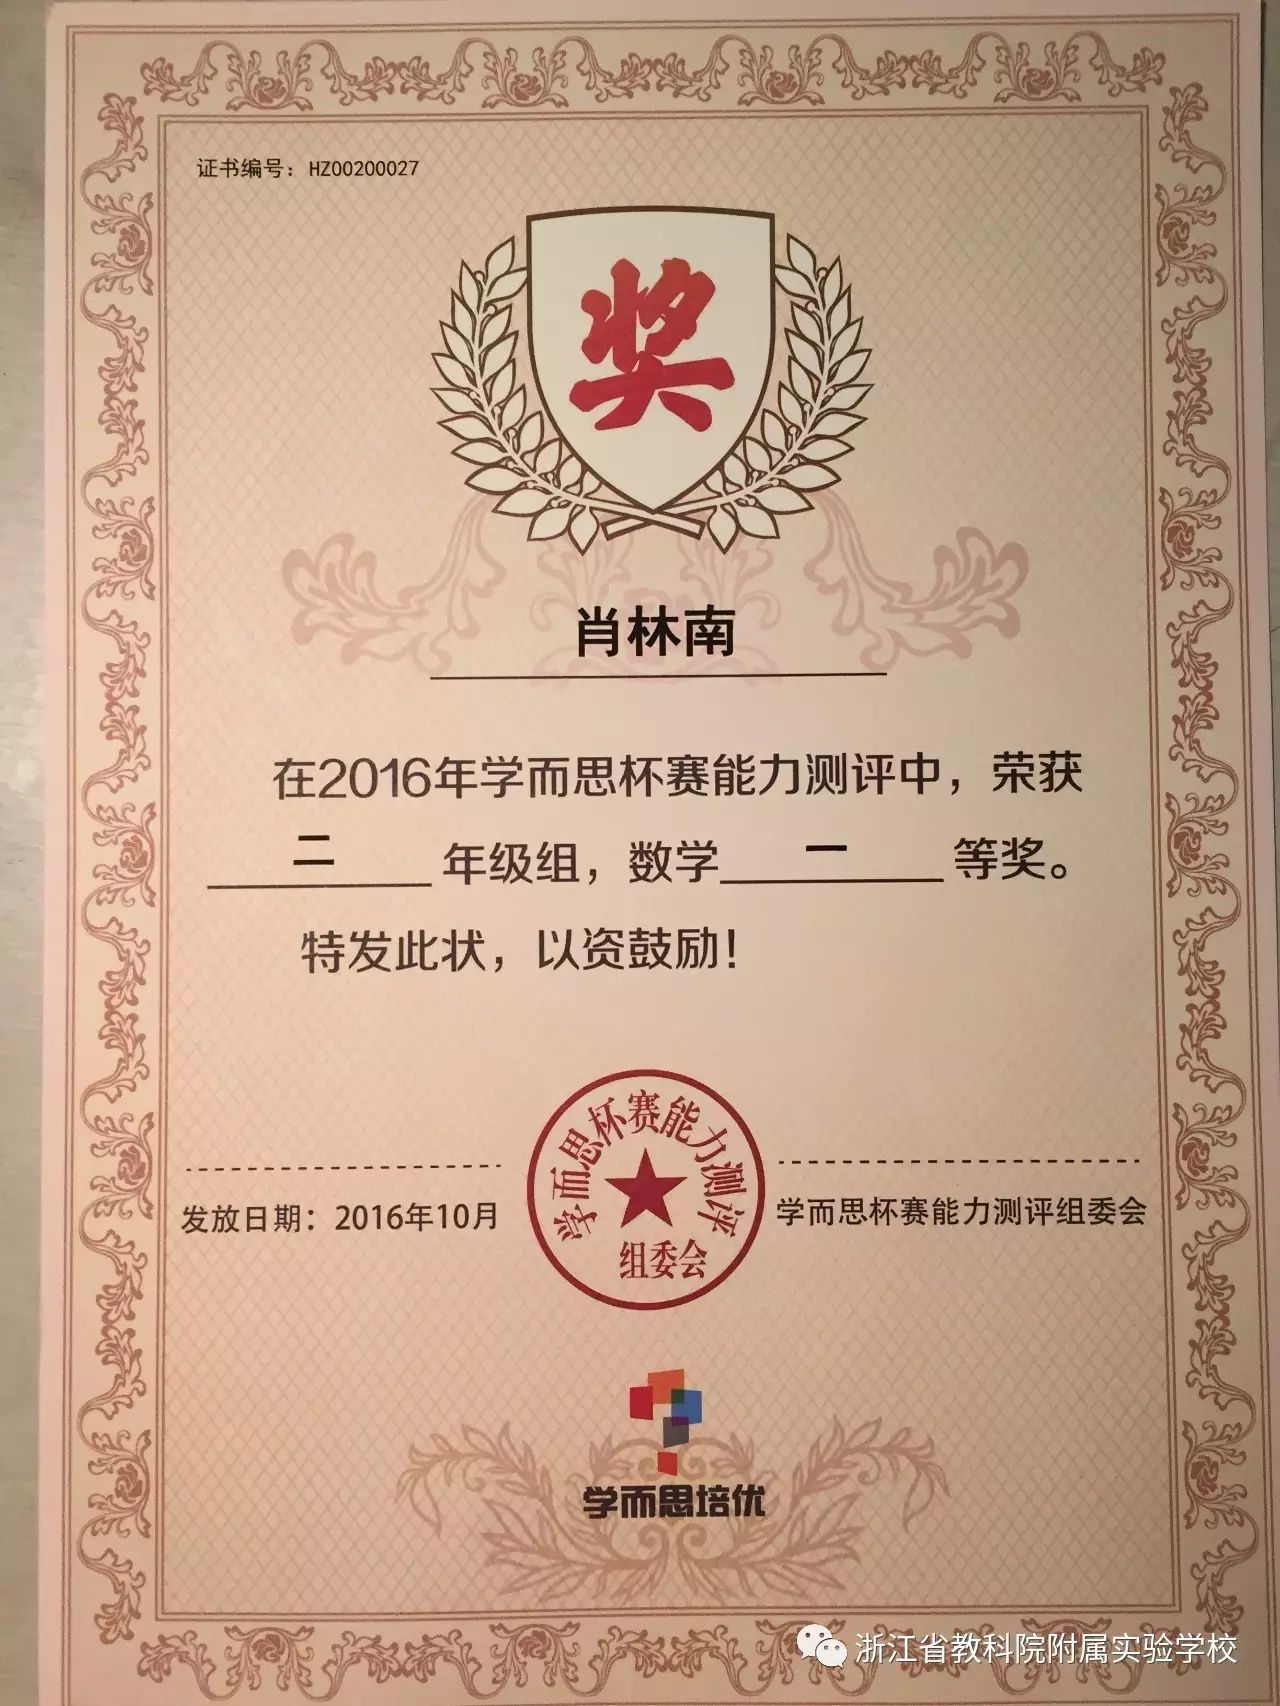 证书编号：HZ00200027
奖
肖林南
在2016年学而思杯赛能力测评中，荣获
二 年级组，数学 一 等奖。
特发此状，以资鼓励！
学而思杯赛能力测评
组委会
发放日期：2016年10月
学而思杯赛能力测评组委会
学而思培优
浙江省教科院附属实验学校